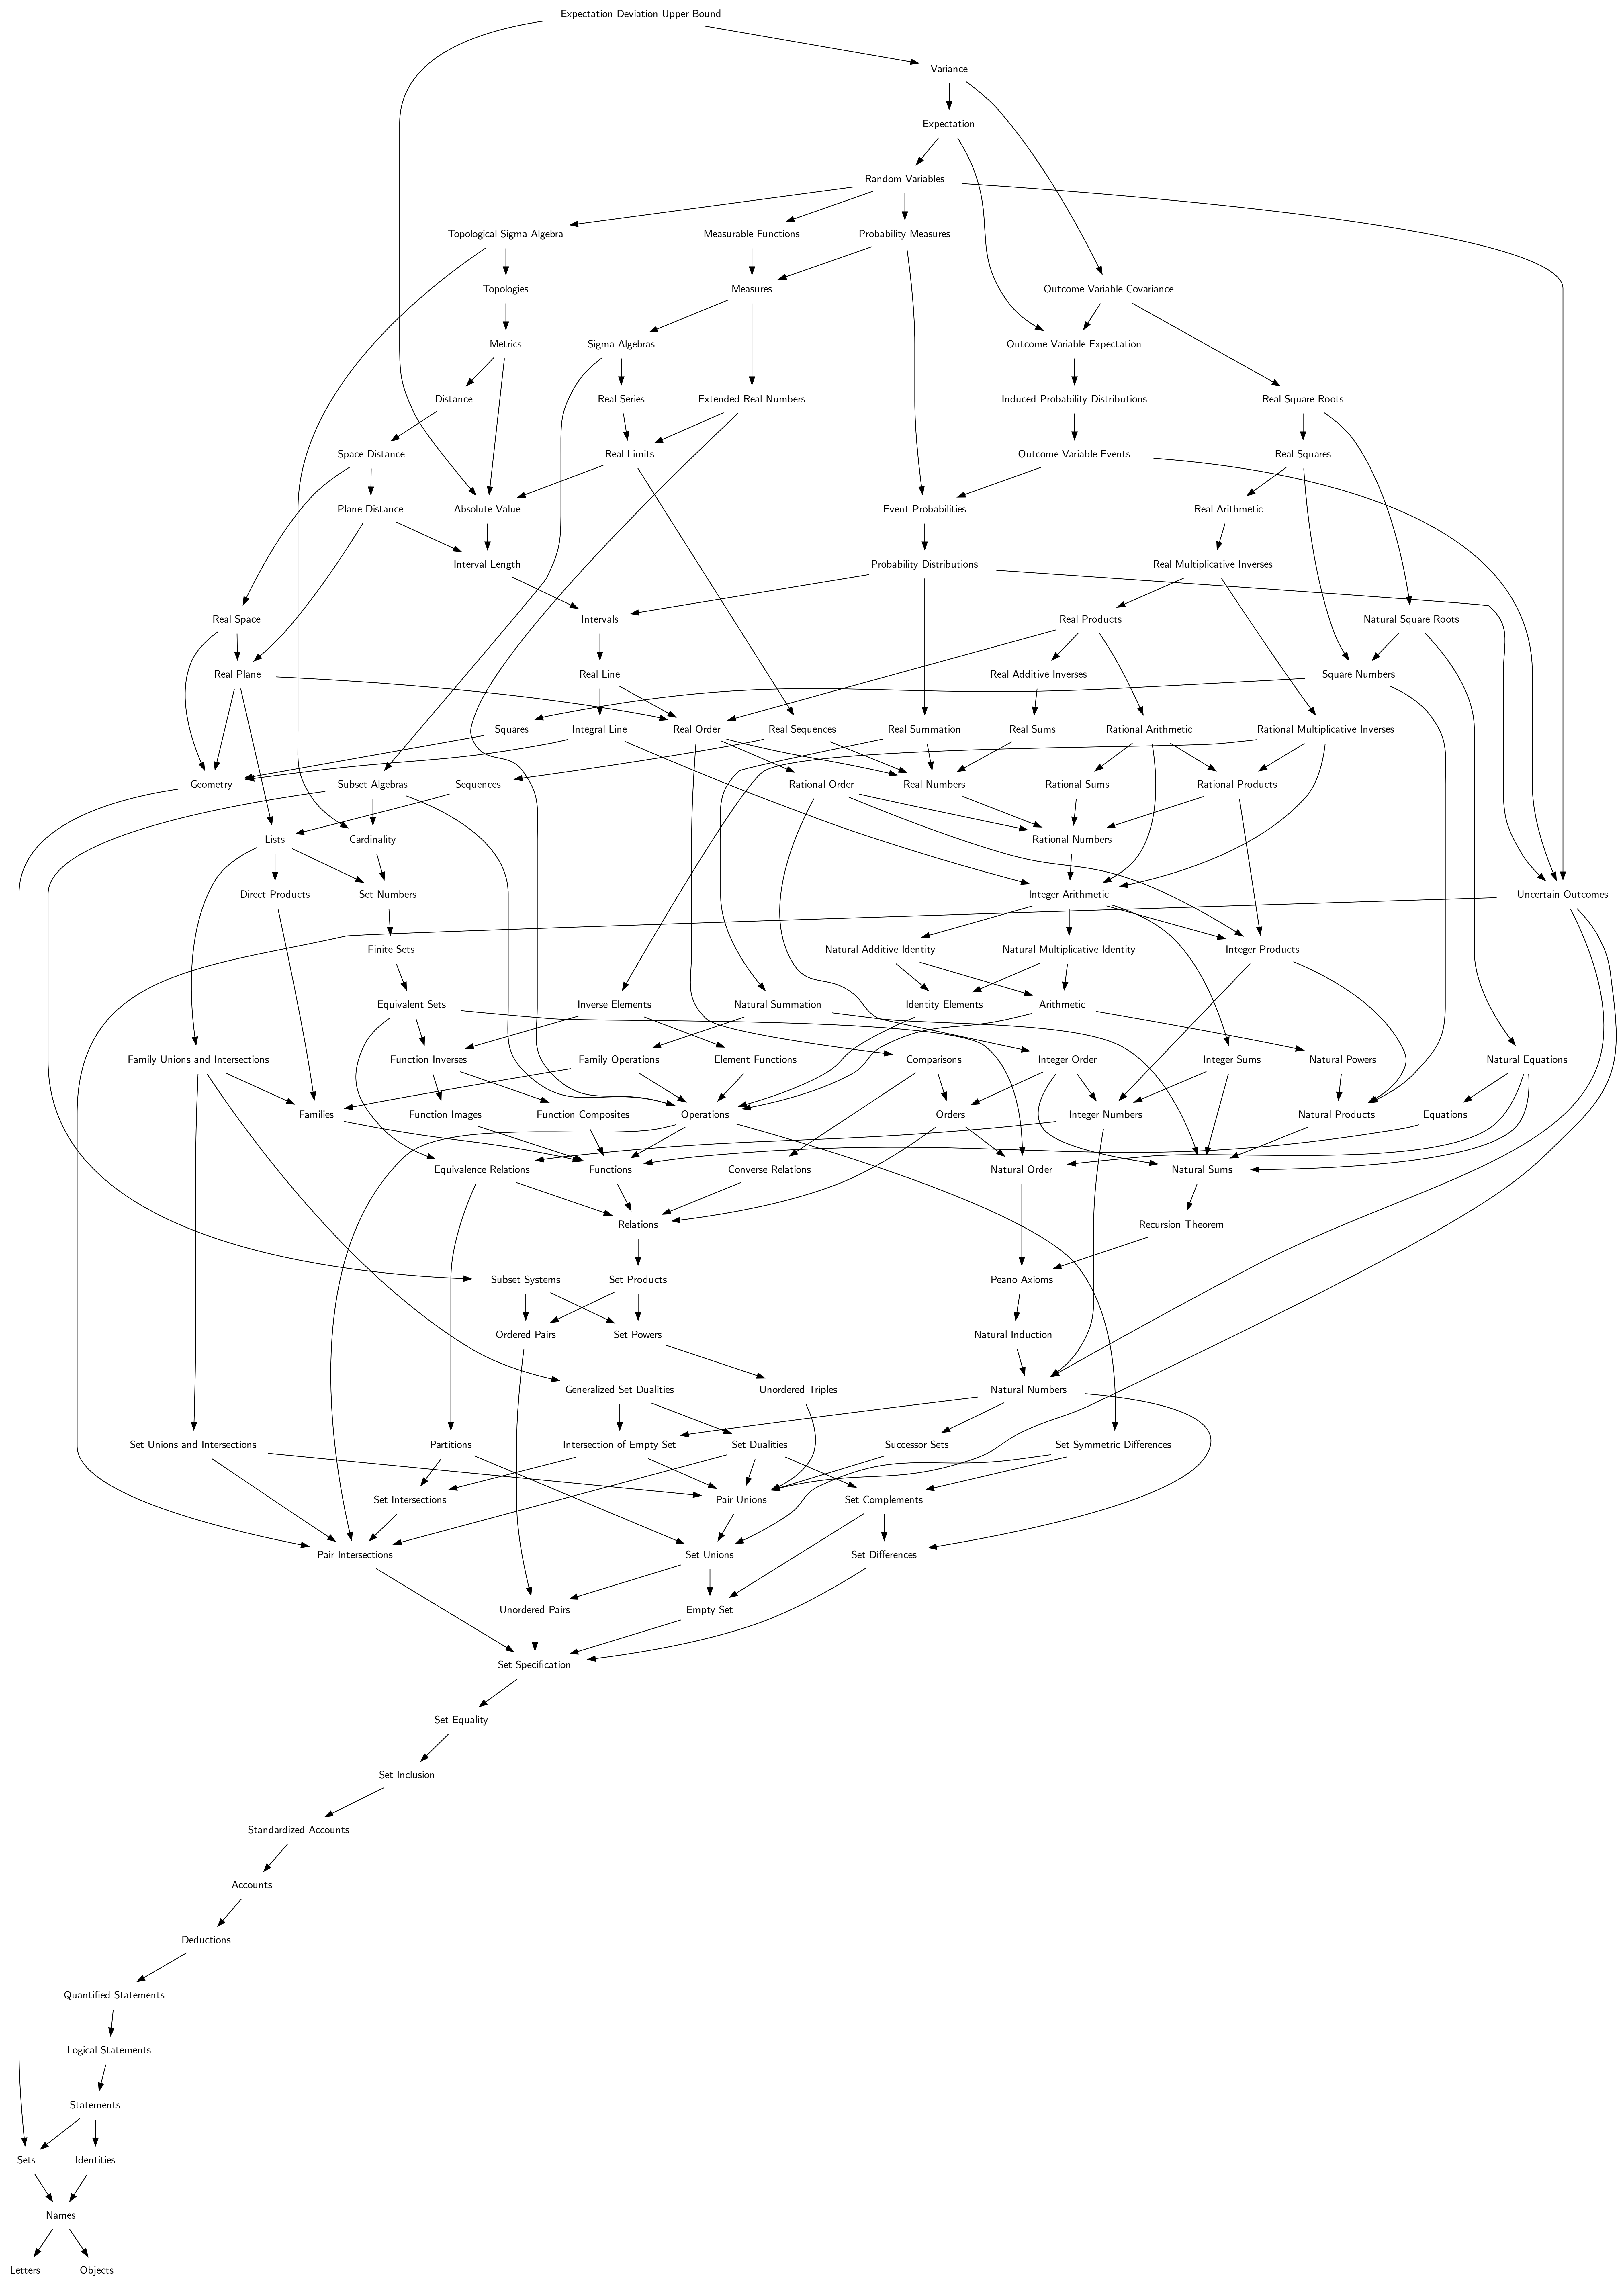 Expectation Deviation Upper Bound
Variance
Expectation
Random Variables
Topological Sigma Algebra
Measurable Functions
Probability Measures
Topologies
Measures
Outcome Variable Covariance
Metrics
Sigma Algebras
Outcome Variable Expectation
Distance
Real Series
Extended Real Numbers
Induced Probability Distributions
Real Square Roots
Space Distance
Real Limits
Outcome Variable Events
Real Squares
Plane Distance
Absolute Value
Event Probabilities
Real Arithmetic
Interval Length
Probability Distributions
Real Multiplicative Inverses
Real Space
Intervals
Real Products
Natural Square Roots
Real Plane
Real Line
Real Additive Inverses
Square Numbers
Squares
Integral Line
Real Order
Real Sequences
Real Summation
Real Sums
Rational Arithmetic
Rational Multiplicative Inverses
Geometry
Subset Algebras
Sequences
Rational Order
Real Numbers
Rational Sums
Rational Products
Lists
Cardinality
Rational Numbers
Direct Products
Set Numbers
Integer Arithmetic
Uncertain Outcomes
Finite Sets
Natural Additive Identity
Natural Multiplicative Identity
Integer Products
Equivalent Sets
Inverse Elements
Natural Summation
Identity Elements
Arithmetic
Family Unions and Intersections
Function Inverses
Family Operations
Element Functions
Comparisons
Integer Order
Integer Sums
Natural Powers
Natural Equations
Families
Function Images
Function Composites
Operations
Orders
Integer Numbers
Natural Products
Equations
Equivalence Relations
Functions
Converse Relations
Natural Order
Natural Sums
Relations
Recursion Theorem
Subset Systems
Set Products
Peano Axioms
Ordered Pairs
Set Powers
Natural Induction
Generalized Set Dualities
Unordered Triples
Natural Numbers
Set Unions and Intersections
Partitions
Intersection of Empty Set
Set Dualities
Successor Sets
Set Symmetric Differences
Set Intersections
Pair Unions
Set Complements
Pair Intersections
Set Unions
Set Differences
Unordered Pairs
Empty Set
Set Specification
Set Equality
Set Inclusion
Standardized Accounts
Accounts
Deductions
Quantified Statements
Logical Statements
Statements
Sets
Identities
Names
Letters
Objects